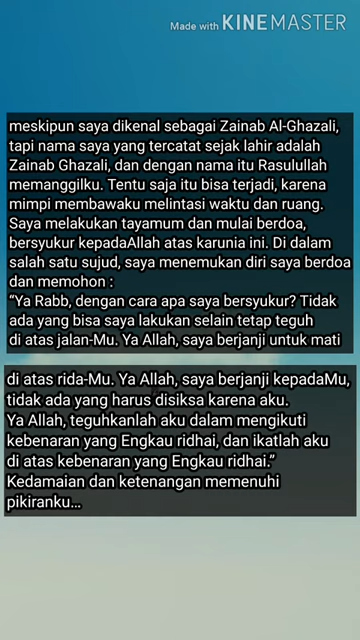 Made with KINEMASTER
meskipun saya dikenal sebagai Zainab Al-Ghazali,
tapi nama saya yang tercatat sejak lahir adalah
Zainab Ghazali, dan dengan nama itu Rasulullah
memanggilku. Tentu saja itu bisa terjadi, karena
mimpi membawaku melintasi waktu dan ruang.
Saya melakukan tayamum dan mulai berdoa,
bersyukur kepadaAllah atas karunia ini. Di dalam
salah satu sujud, saya menemukan diri saya berdoa
dan memohon :
“Ya Rabb, dengan cara apa saya bersyukur? Tidak
ada yang bisa saya lakukan selain tetap teguh
di atas jalan-Mu. Ya Allah, saya berjanji untuk mati
di atas rida-Mu. Ya Allah, saya berjanji kepadaMu,
tidak ada yang harus disiksa karena aku.
Ya Allah, teguhkanlah aku dalam mengikuti
kebenaran yang Engkau ridhai, dan ikatlah aku
di atas kebenaran yang Engkau ridhai.”
Kedamaian dan ketenangan memenuhi
pikiranku...